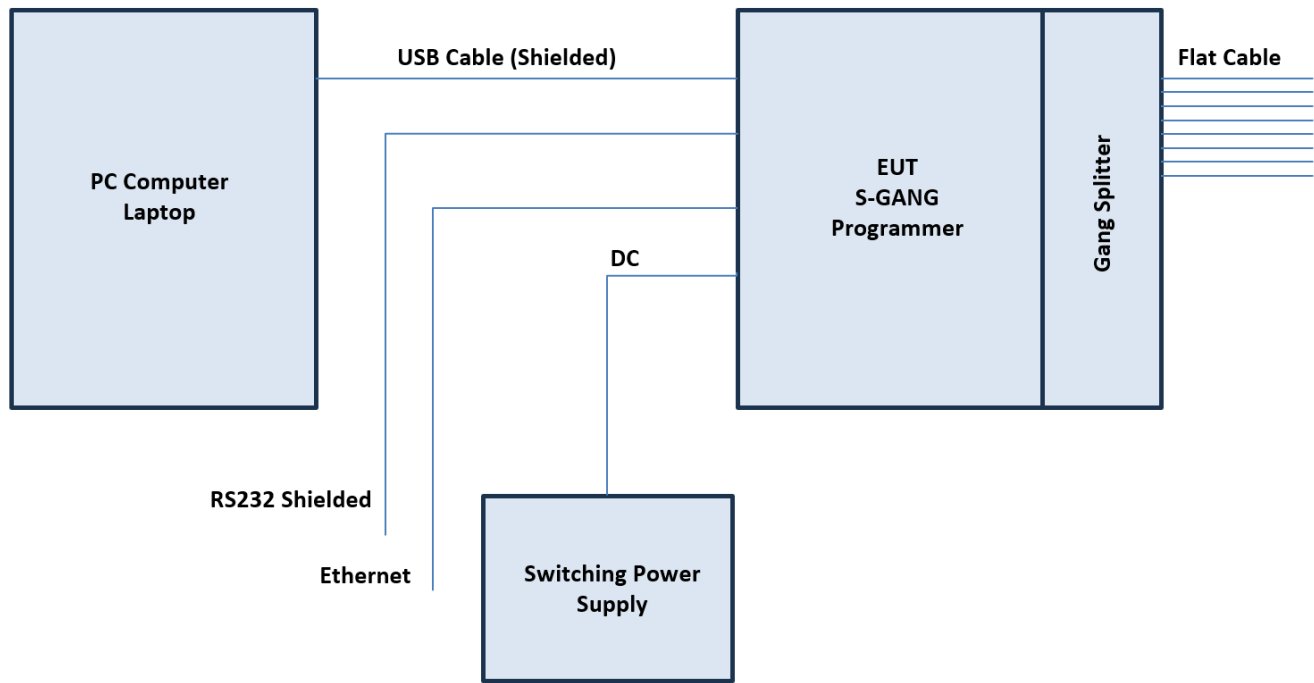 USB Cable (Shielded)
Flat Cable
PC Computer
Laptop
EUT
S-GANG
Programmer
Gang Splitter
DC
RS232 Shielded
Ethernet
Switching Power
Supply